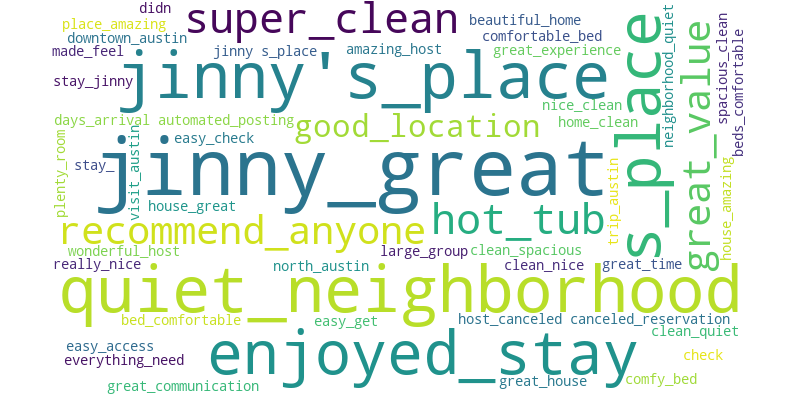 didn
place_amazing
super_clean
beautiful_home
downtown_austin
comfortable_bed
made_feel
jinny s_place
amazing_host
great_experience
stay_jinny
jinny's_place
s_place
neighborhood_quiet
great_value
spacious_clean
beds_comfortable
nice_clean
days_arrival
automated_posting
good_location
home_clean
plenty_room
visit_austin
easy_check
stay_
jinny_great
trip_austin
house_amazing
house_great
recommend_anyone
hot_tub
wonderful_host
large_group
clean_spacious
really_nice
north_austin
clean_nice
great_time
quiet_neighborhood
bed_comfortable
easy_get
host_canceled
canceled_reservation
clean_quiet
easy_access
enjoyed_stay
everything_need
check
great_communication
great_house
comfy_bed